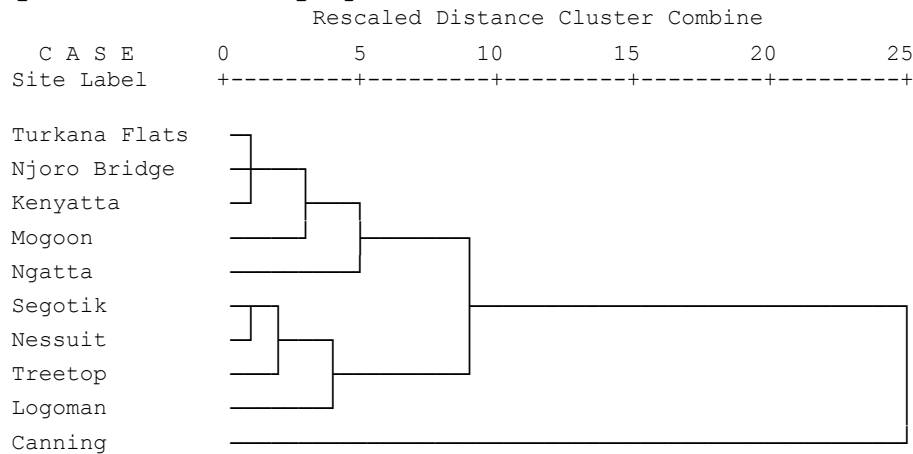 Rescaled Distance Cluster Combine
C A S E 0 5 10 15 20 25
Site Label +---------+---------+---------+---------+---------+
Turkana Flats
Njoro Bridge
Kenyatta
Mogoon
Ngatta
Segotik
Nessuit
Treetop
Logoman
Canning